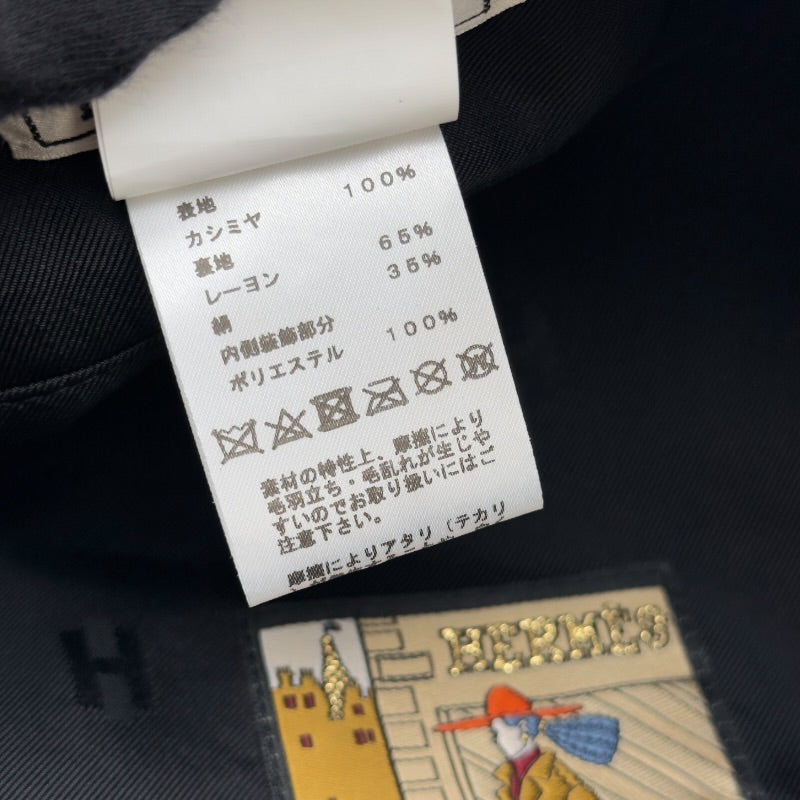 表地 100%
カシミヤ
裏地 65%
レーヨン 35%
絹
内側装飾部分 100%
ポリエステル
素材の特性上、摩擦により
毛羽立ち・毛乱れが生じや
すいのでお取り扱いにはご
注意下さい。
摩擦によりアタリ(テカリ
HERMÈS
H